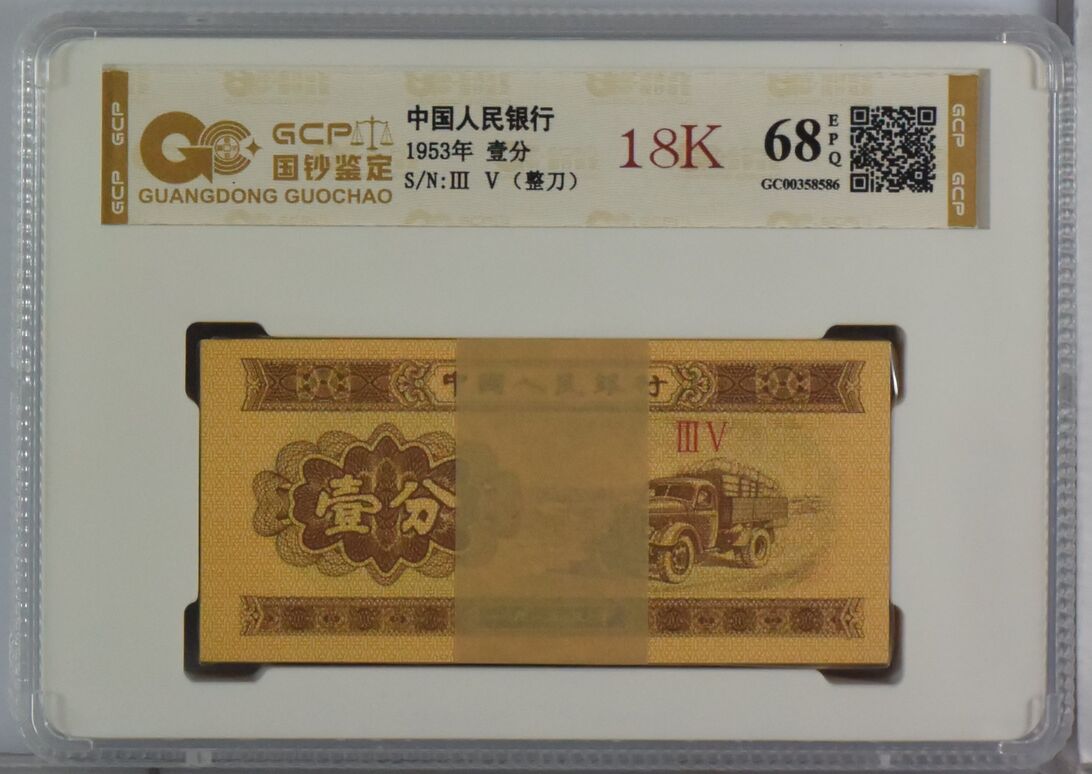 GCP
GCP
GCP
国钞鉴定
GUANGDONG GUOCHAO
中国人民银行
1953年 壹分
S/N:III V（整刀）
18K
68
EPQ
GC00358586
GCP
GCP
中國人民银行
III V
壹分